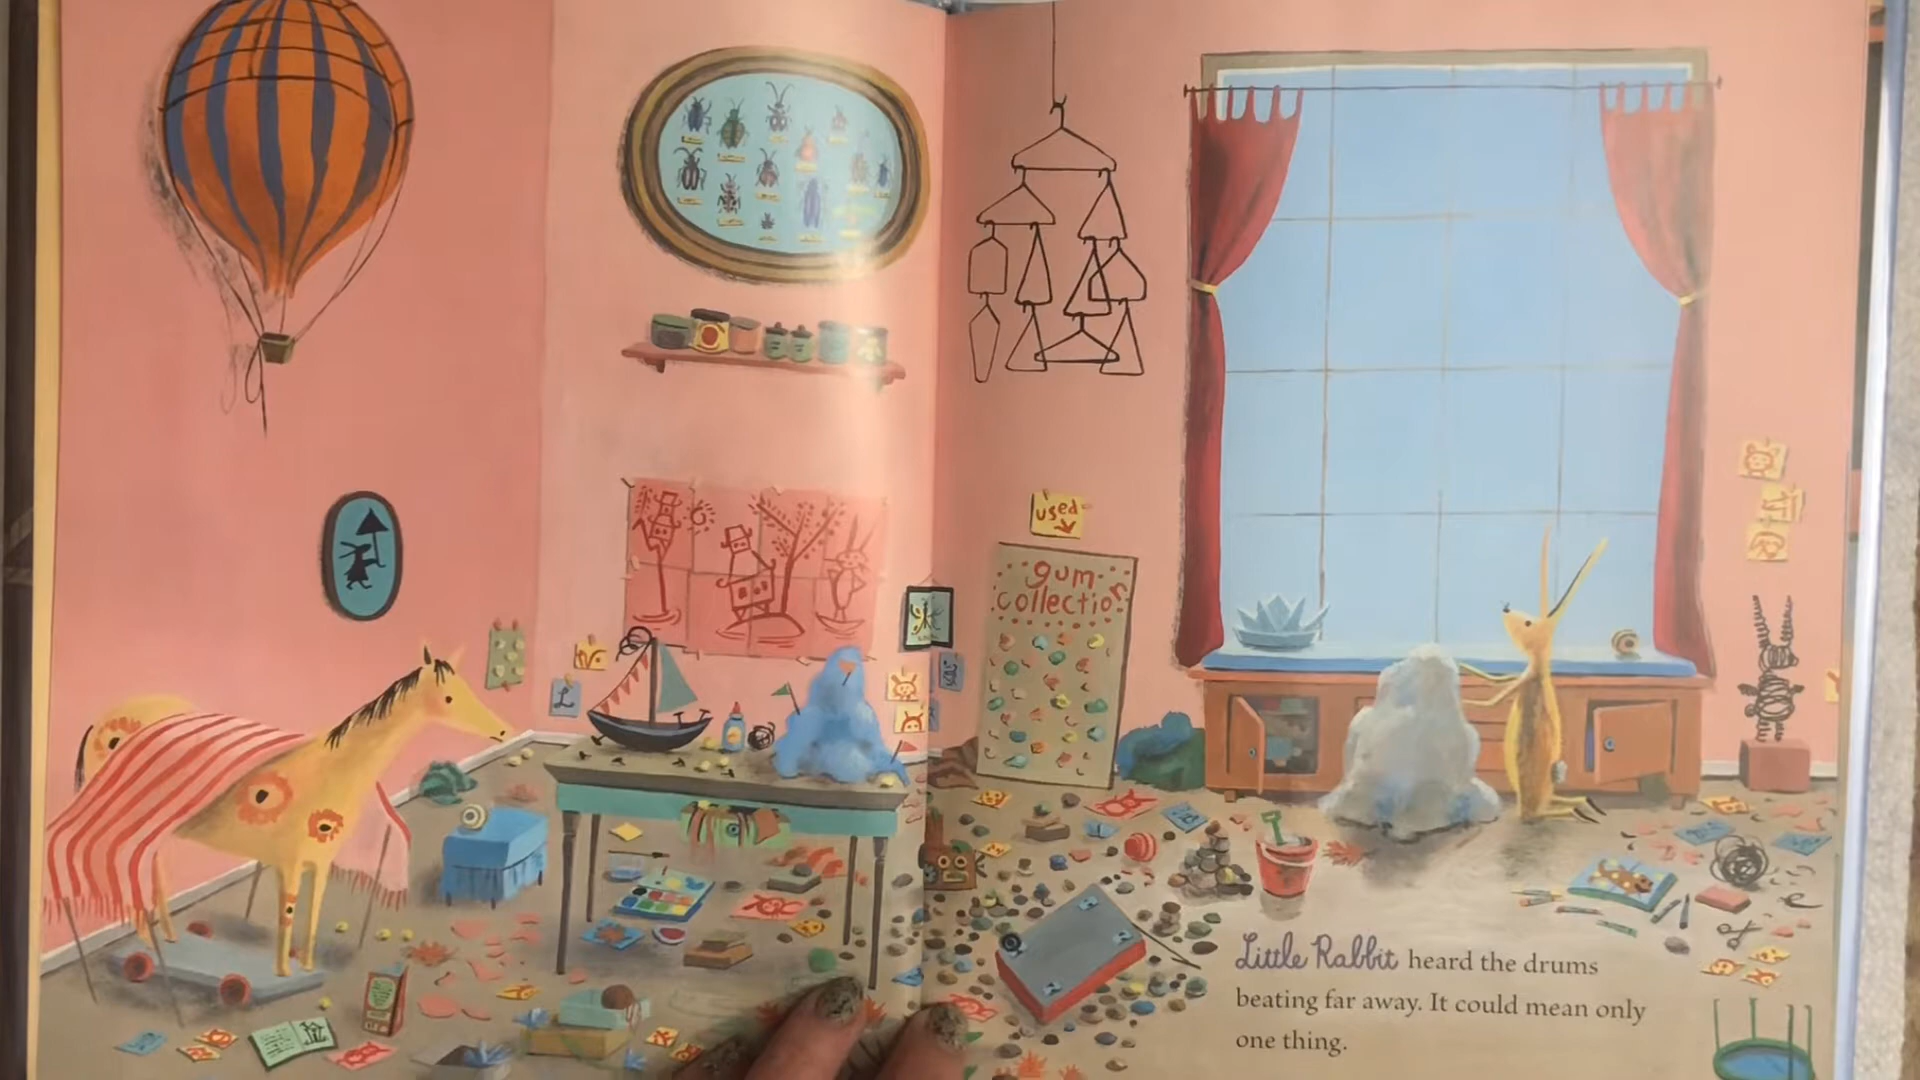 used
gum
collection
L
Little Rabbit heard the drums
beating far away. It could mean only
one thing.